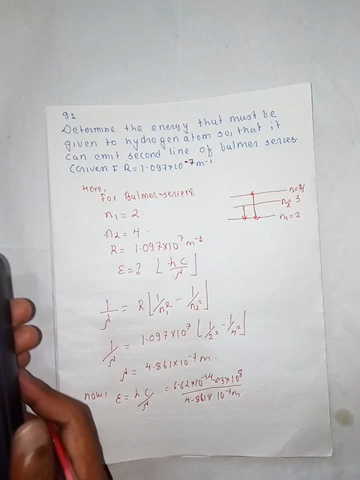 91
Determine the energy that must be
given to hydrogen atom so, that it
can emit second line of balmer series
(Given : R = 1.097×10⁻⁷ m⁻¹
Here,
For Balmer series,
n₁ = 2
n₂ = 3
n₁ = 2
n₂ = 4
R = 1.097×10⁷ m⁻¹
E = ? [hc/λ]
1/λ = R [1/n₁² - 1/n₂²]
1/λ = 1.097×10⁷ [1/2² - 1/4²]
λ = 4.861×10⁻⁷ m
now, E = hc/λ = 6.62×10⁻³⁴×3×10⁸ / 4.861× 10⁻⁷ m